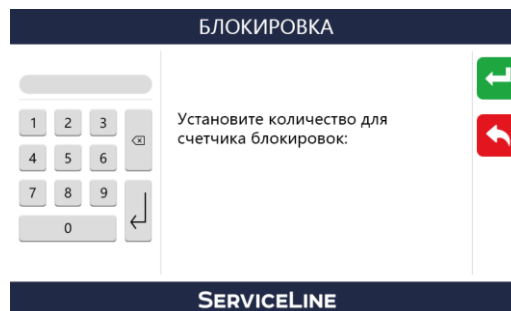 БЛОКИРОВКА
1 2 3
4 5 6
7 8 9
0
Установите количество для
счетчика блокировок:
SERVICELINE